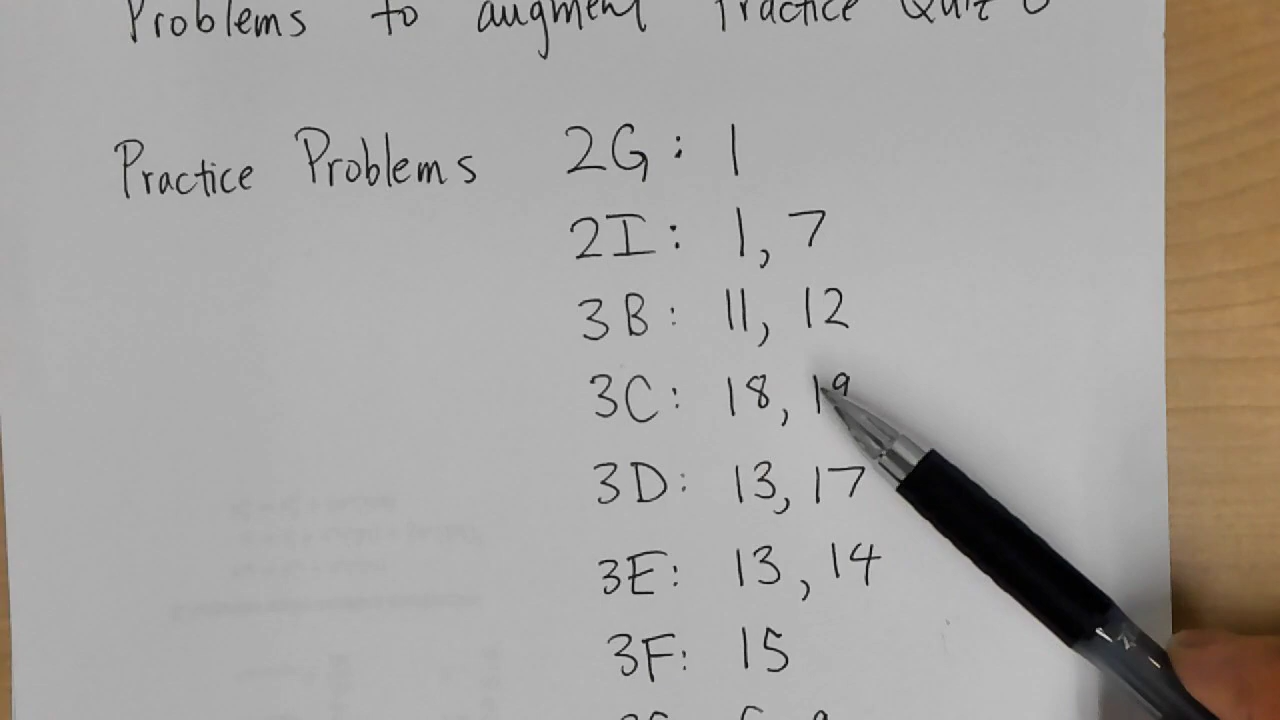 Problems to augment Practice Quiz
Practice Problems 2G: 1
2I: 1, 7
3B: 11, 12
3C: 18, 19
3D: 13, 17
3E: 13, 14
3F: 15